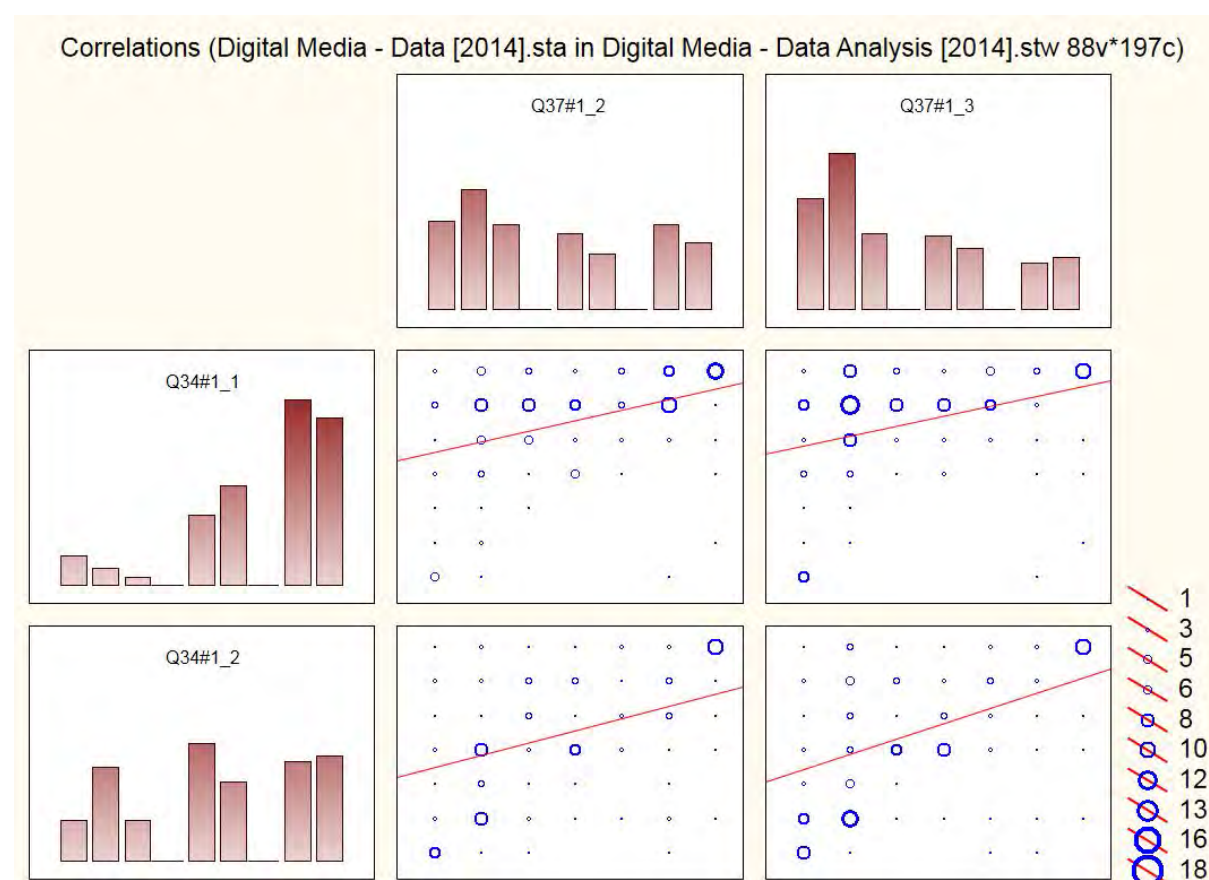 Correlations (Digital Media - Data [2014].sta in Digital Media - Data Analysis [2014].stw 88v*197c)
Q37#1_2
Q37#1_3
Q34#1_1
Q34#1_2
1
3
5
6
8
10
12
13
16
18